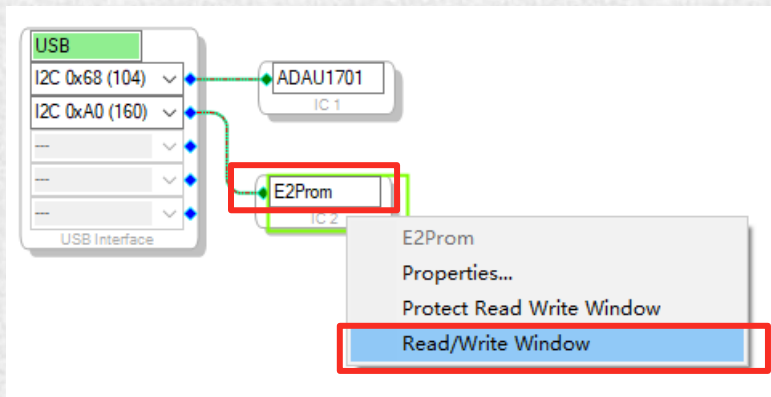 USB
I2C 0x68 (104)
I2C 0xA0 (160)
---
---
---
USB Interface
ADAU1701
IC 1
E2Prom
IC 2
E2Prom
Properties...
Protect Read Write Window
Read/Write Window